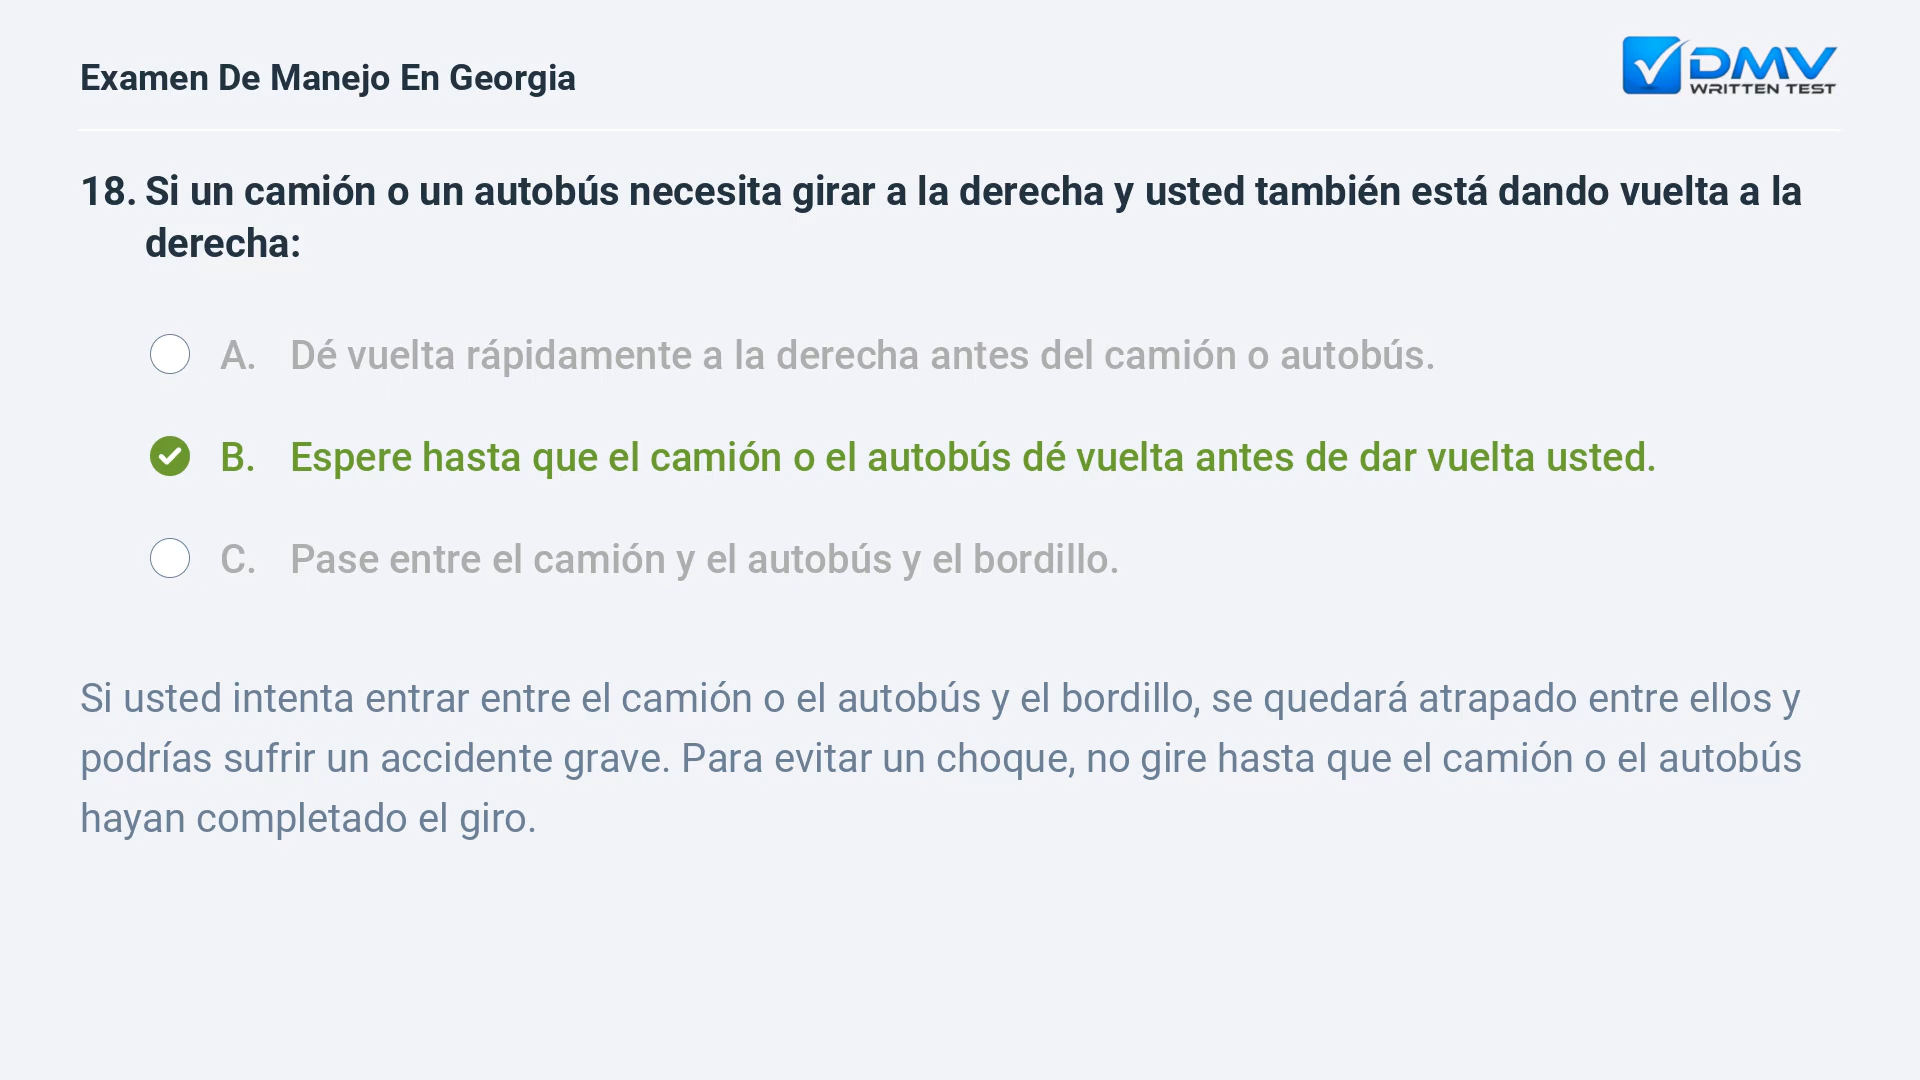 Examen De Manejo En Georgia
DMV
WRITTEN TEST
18. Si un camión o un autobús necesita girar a la derecha y usted también está dando vuelta a la
derecha:
A. Dé vuelta rápidamente a la derecha antes del camión o autobús.
B. Espere hasta que el camión o el autobús dé vuelta antes de dar vuelta usted.
C. Pase entre el camión y el autobús y el bordillo.
Si usted intenta entrar entre el camión o el autobús y el bordillo, se quedará atrapado entre ellos y
podrías sufrir un accidente grave. Para evitar un choque, no gire hasta que el camión o el autobús
hayan completado el giro.